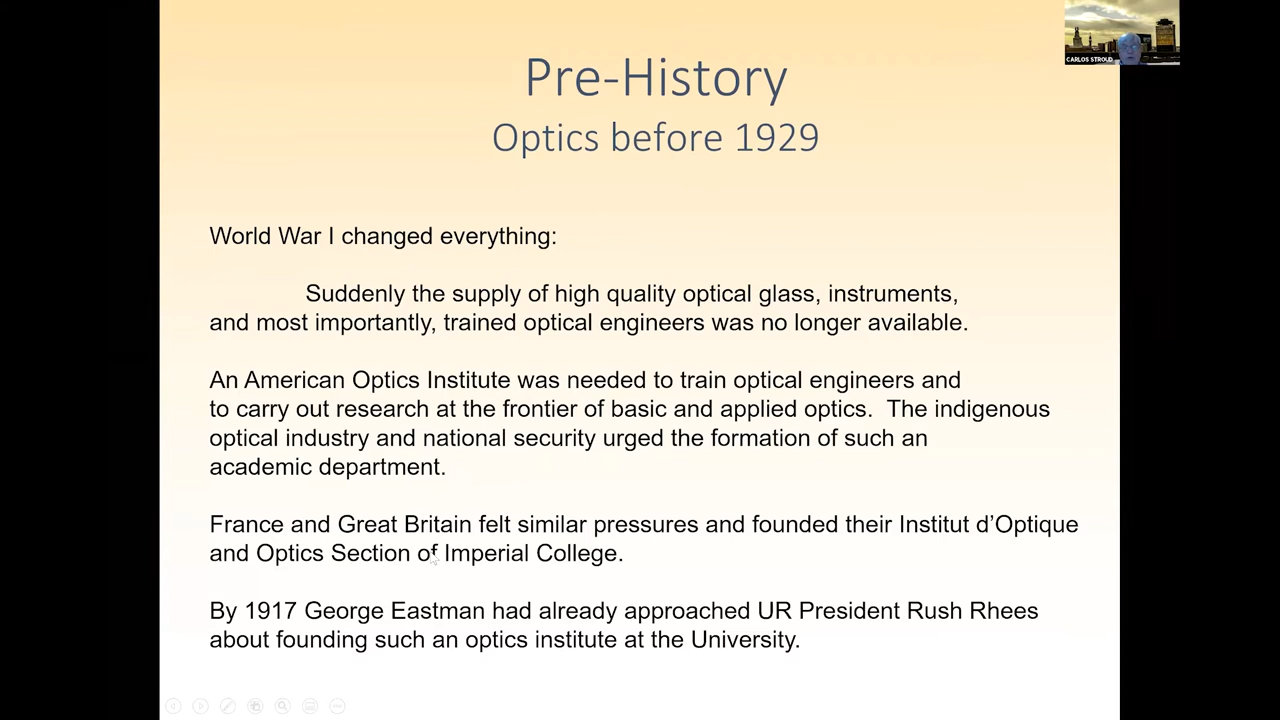 CARLOS STROUD
Pre-History
Optics before 1929
World War I changed everything:
Suddenly the supply of high quality optical glass, instruments,
and most importantly, trained optical engineers was no longer available.
An American Optics Institute was needed to train optical engineers and
to carry out research at the frontier of basic and applied optics.  The indigenous
optical industry and national security urged the formation of such an
academic department.
France and Great Britain felt similar pressures and founded their Institut d’Optique
and Optics Section of Imperial College.
By 1917 George Eastman had already approached UR President Rush Rhees
about founding such an optics institute at the University.